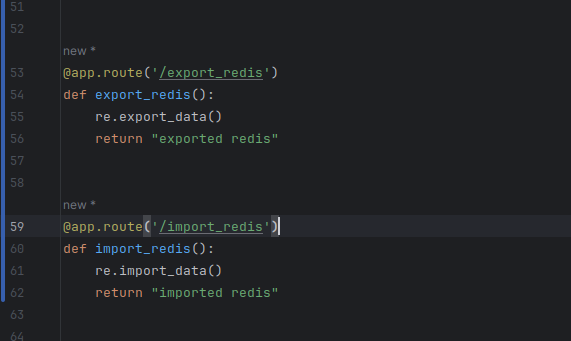 51
52
new *
53 @app.route('/export_redis')
54 def export_redis():
55     re.export_data()
56     return "exported redis"
57
58
new *
59 @app.route('/import_redis')
60 def import_redis():
61     re.import_data()
62     return "imported redis"
63
64